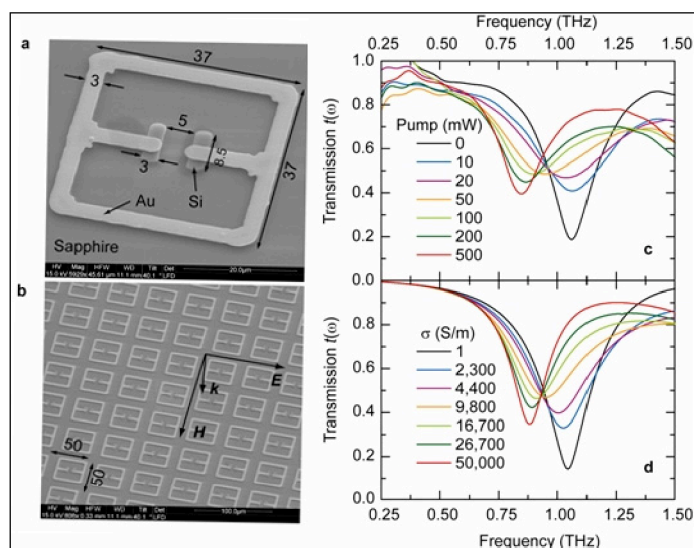 a
37
3
5
3
8.5
37
Au
Si
Sapphire
20.0µm
b
E
k
H
50
50
100.0µm
Frequency (THz)
0.25 0.50 0.75 1.00 1.25 1.50
Transmission t(ω)
1.0
0.8
0.6
0.4
0.2
0.0
Pump (mW)
0
10
20
50
100
200
500
c
Transmission t(ω)
0.8
0.6
0.4
0.2
0.0
σ (S/m)
1
2,300
4,400
9,800
16,700
26,700
50,000
d
0.25 0.50 0.75 1.00 1.25 1.50
Frequency (THz)